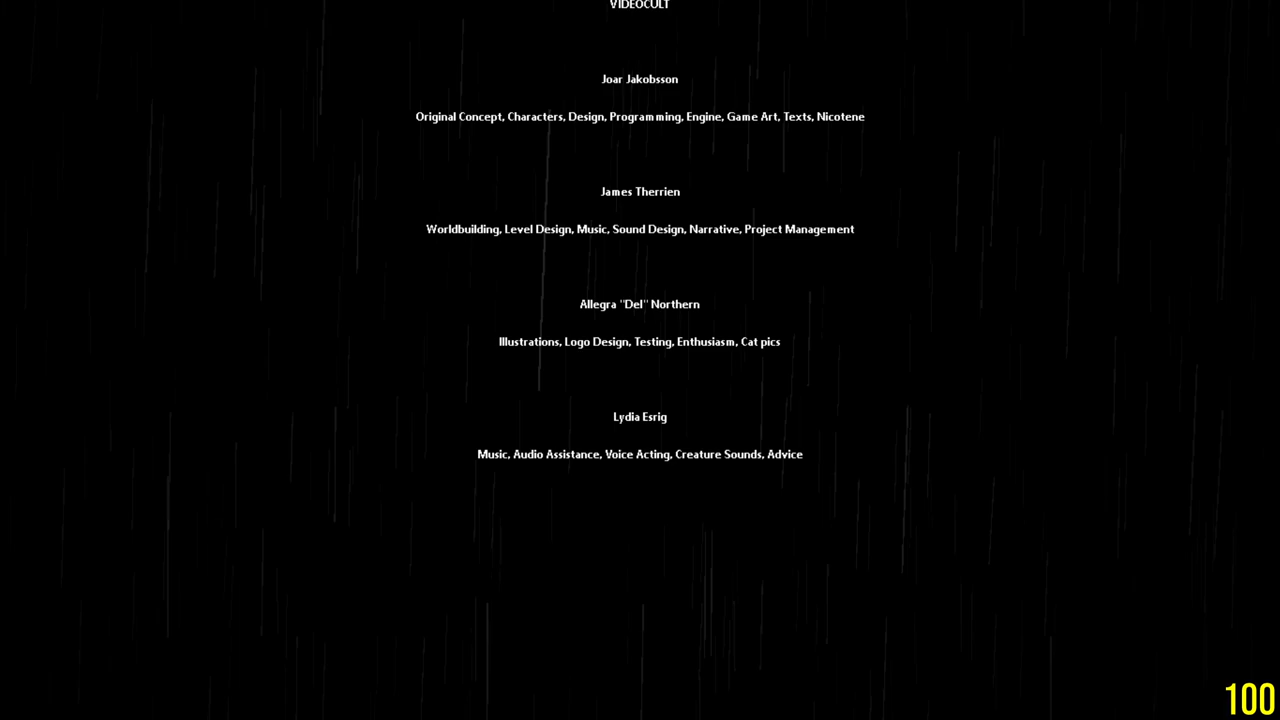 VIDEOCULT
Joar Jakobsson
Original Concept, Characters, Design, Programming, Engine, Game Art, Texts, Nicotene
James Therrien
Worldbuilding, Level Design, Music, Sound Design, Narrative, Project Management
Allegra "Del" Northern
Illustrations, Logo Design, Testing, Enthusiasm, Cat pics
Lydia Esrig
Music, Audio Assistance, Voice Acting, Creature Sounds, Advice
100